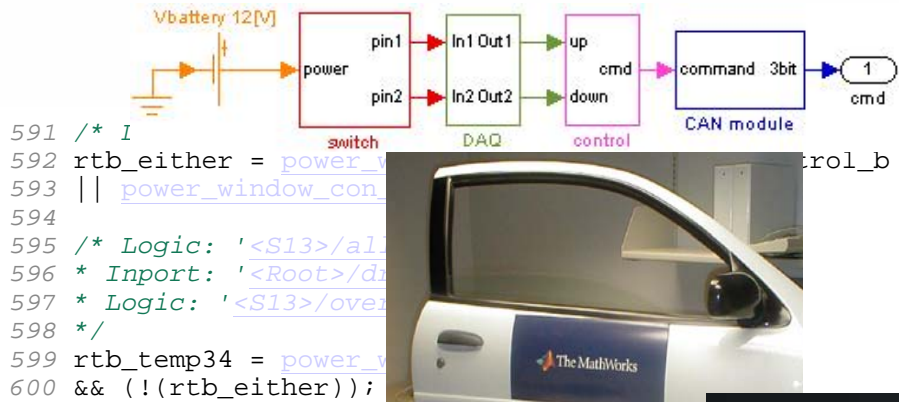 Vbattery 12[V]
power pin1 pin2
switch
In1 Out1 In2 Out2
DAQ
up down cmd
control
command 3bit
CAN module
1
cmd
591 /* I
592 rtb_either = power_w trol_b
593 || power_window_con_
594
595 /* Logic: '<S13>/all
596 * Inport: '<Root>/dr
597 * Logic: '<S13>/over
598 */
599 rtb_temp34 = power_w
600 && (!(rtb_either));
The MathWorks